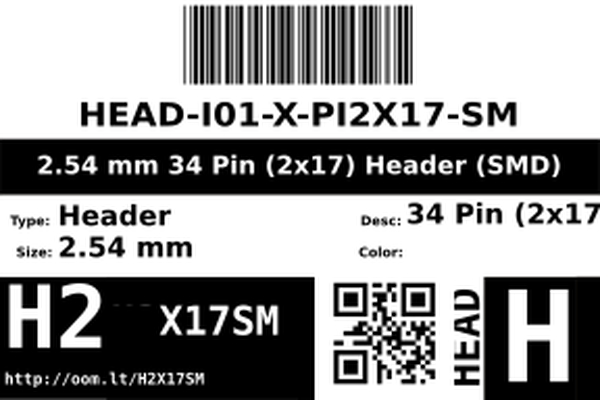 HEAD-I01-X-PI2X17-SM
2.54 mm 34 Pin (2x17) Header (SMD)
Type: Header
Desc: 34 Pin (2x17
Size: 2.54 mm
Color:
H2 X17SM
http://oom.lt/H2X17SM
HEAD
H